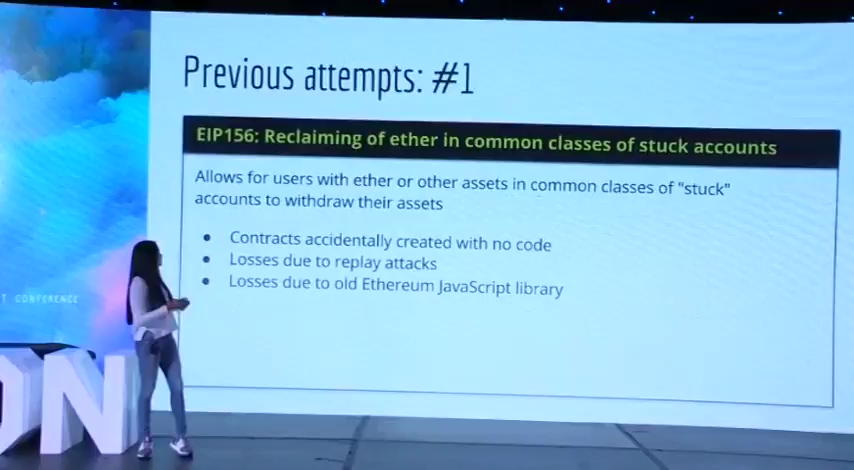 Previous attempts: #1
EIP156: Reclaiming of ether in common classes of stuck accounts
Allows for users with ether or other assets in common classes of "stuck"
accounts to withdraw their assets
• Contracts accidentally created with no code
• Losses due to replay attacks
• Losses due to old Ethereum JavaScript library
T CONFERENCE
ON